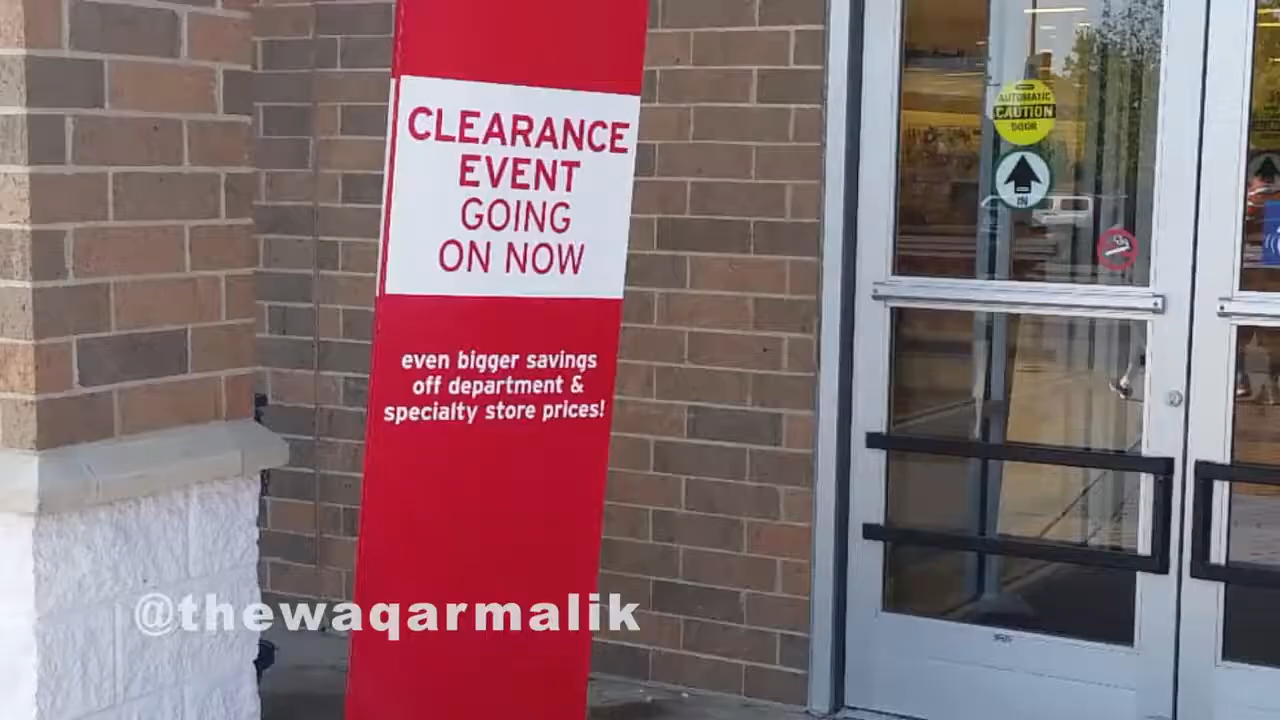 CLEARANCE
EVENT
GOING
ON NOW
even bigger savings
off department &
specialty store prices!
AUTOMATIC
CAUTION
DOOR
IN
@thewaqarmalik